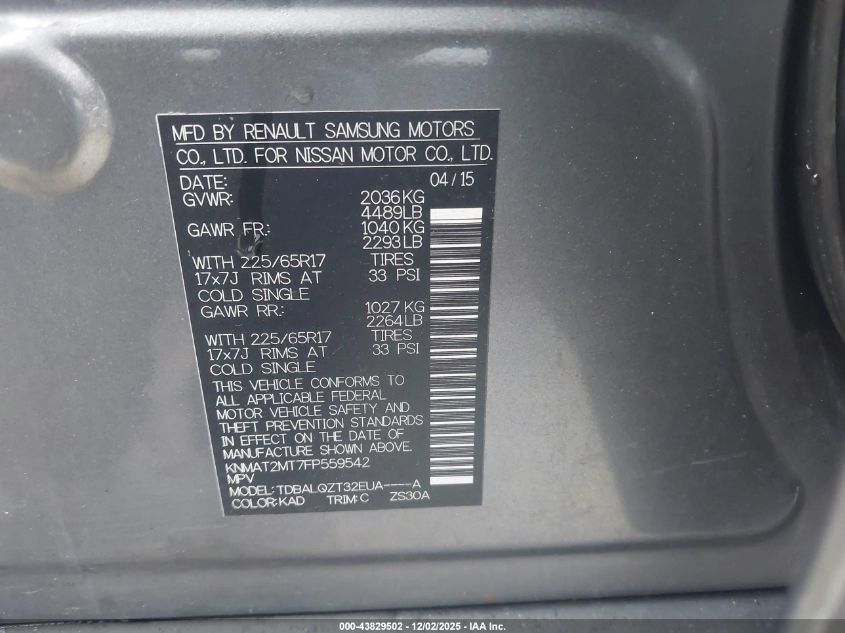 MFD BY RENAULT SAMSUNG MOTORS
CO., LTD. FOR NISSAN MOTOR CO., LTD.
DATE: 04/15
GVWR: 2036KG
4489LB
GAWR FR.: 1040KG
2293LB
WITH 225/65R17 TIRES
17x7J RIMS AT 33 PSI
COLD SINGLE
GAWR RR.: 1027KG
2264LB
WITH 225/65R17 TIRES
17x7J RIMS AT 33 PSI
COLD SINGLE
THIS VEHICLE CONFORMS TO
ALL APPLICABLE FEDERAL
MOTOR VEHICLE SAFETY AND
THEFT PREVENTION STANDARDS
IN EFFECT ON THE DATE OF
MANUFACTURE SHOWN ABOVE.
KNMAT2MT7FP559542
MPV
MODEL: TDBALQZT32EUA----A
COLOR: KAD TRIM: C ZS30A
000-43829502 - 12/02/2025 - IAA Inc.